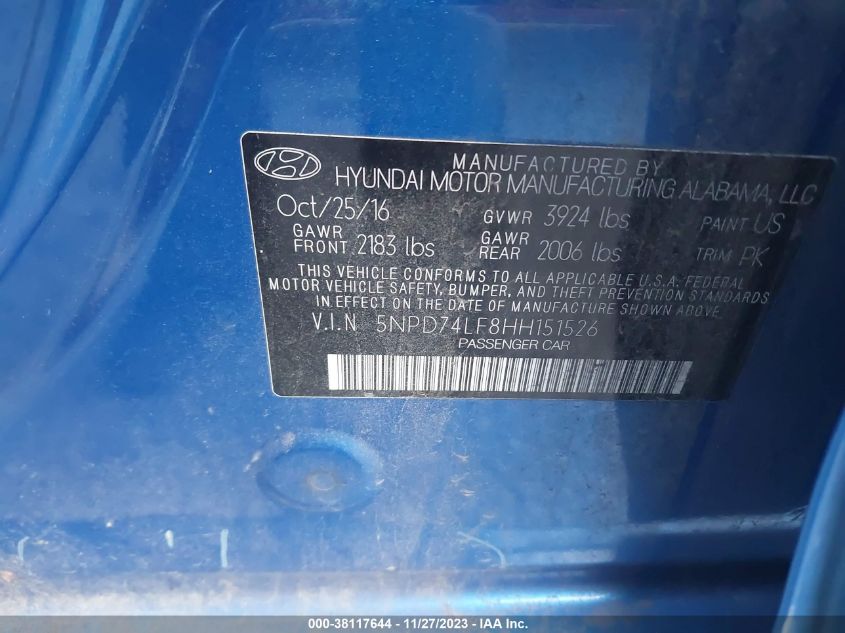 MANUFACTURED BY
HYUNDAI MOTOR MANUFACTURING ALABAMA, LLC
Oct/25/16 GVWR 3924 lbs PAINT US
GAWR FRONT 2183 lbs GAWR REAR 2006 lbs TRIM PK
THIS VEHICLE CONFORMS TO ALL APPLICABLE U.S.A. FEDERAL
MOTOR VEHICLE SAFETY, BUMPER, AND THEFT PREVENTION STANDARDS
IN EFFECT ON THE DATE OF MANUFACTURE SHOWN ABOVE.
V.I.N 5NPD74LF8HH151526
PASSENGER CAR
000-38117644 — 11/27/2023 — IAA Inc.